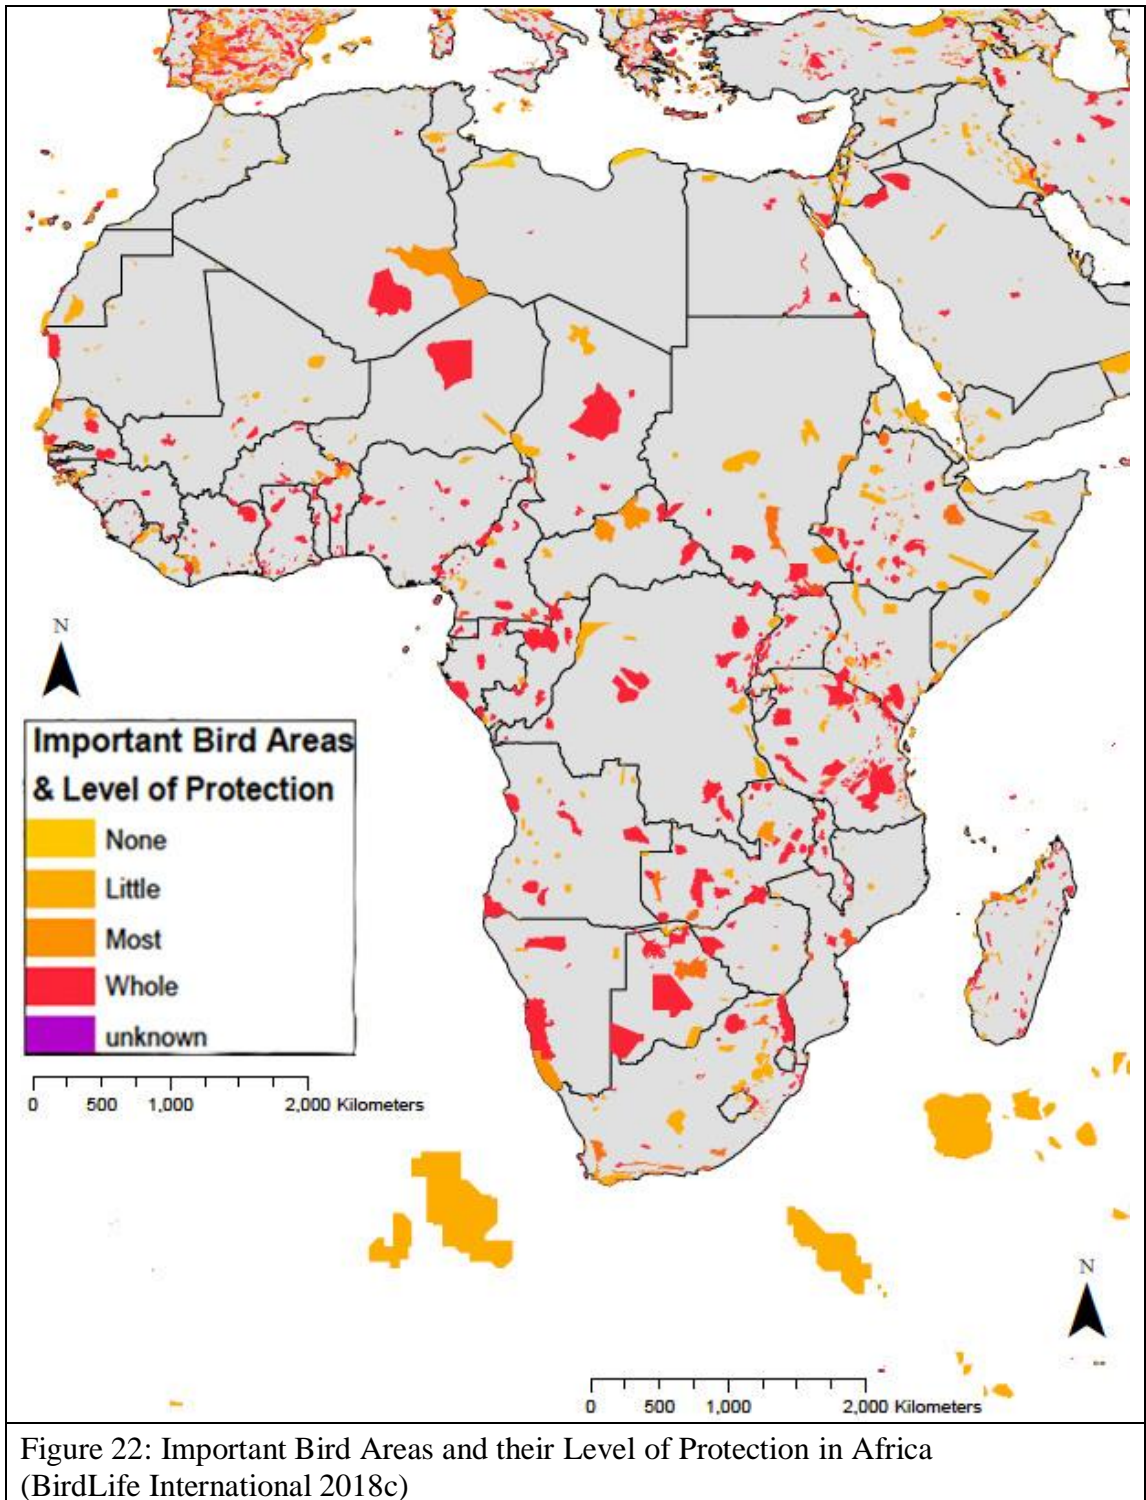 N
Important Bird Areas
& Level of Protection
None
Little
Most
Whole
unknown
0 500 1,000 2,000 Kilometers
N
0 500 1,000 2,000 Kilometers
Figure 22: Important Bird Areas and their Level of Protection in Africa
(BirdLife International 2018c)